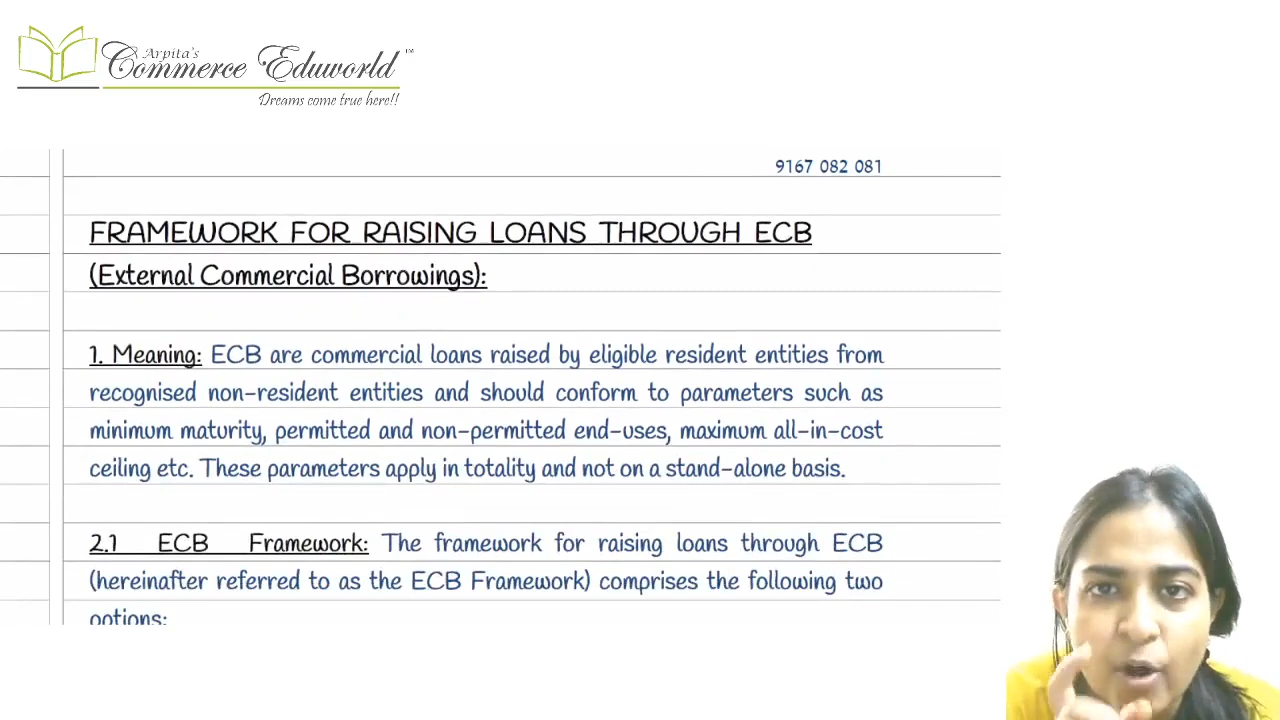 Arpita's
Commerce Eduworld ™
Dreams come true here!!
9167 082 081
FRAMEWORK FOR RAISING LOANS THROUGH ECB
(External Commercial Borrowings):
1. Meaning: ECB are commercial loans raised by eligible resident entities from
recognised non-resident entities and should conform to parameters such as
minimum maturity, permitted and non-permitted end-uses, maximum all-in-cost
ceiling etc. These parameters apply in totality and not on a stand-alone basis.
2.1 ECB Framework: The framework for raising loans through ECB
(hereinafter referred to as the ECB Framework) comprises the following two
options: